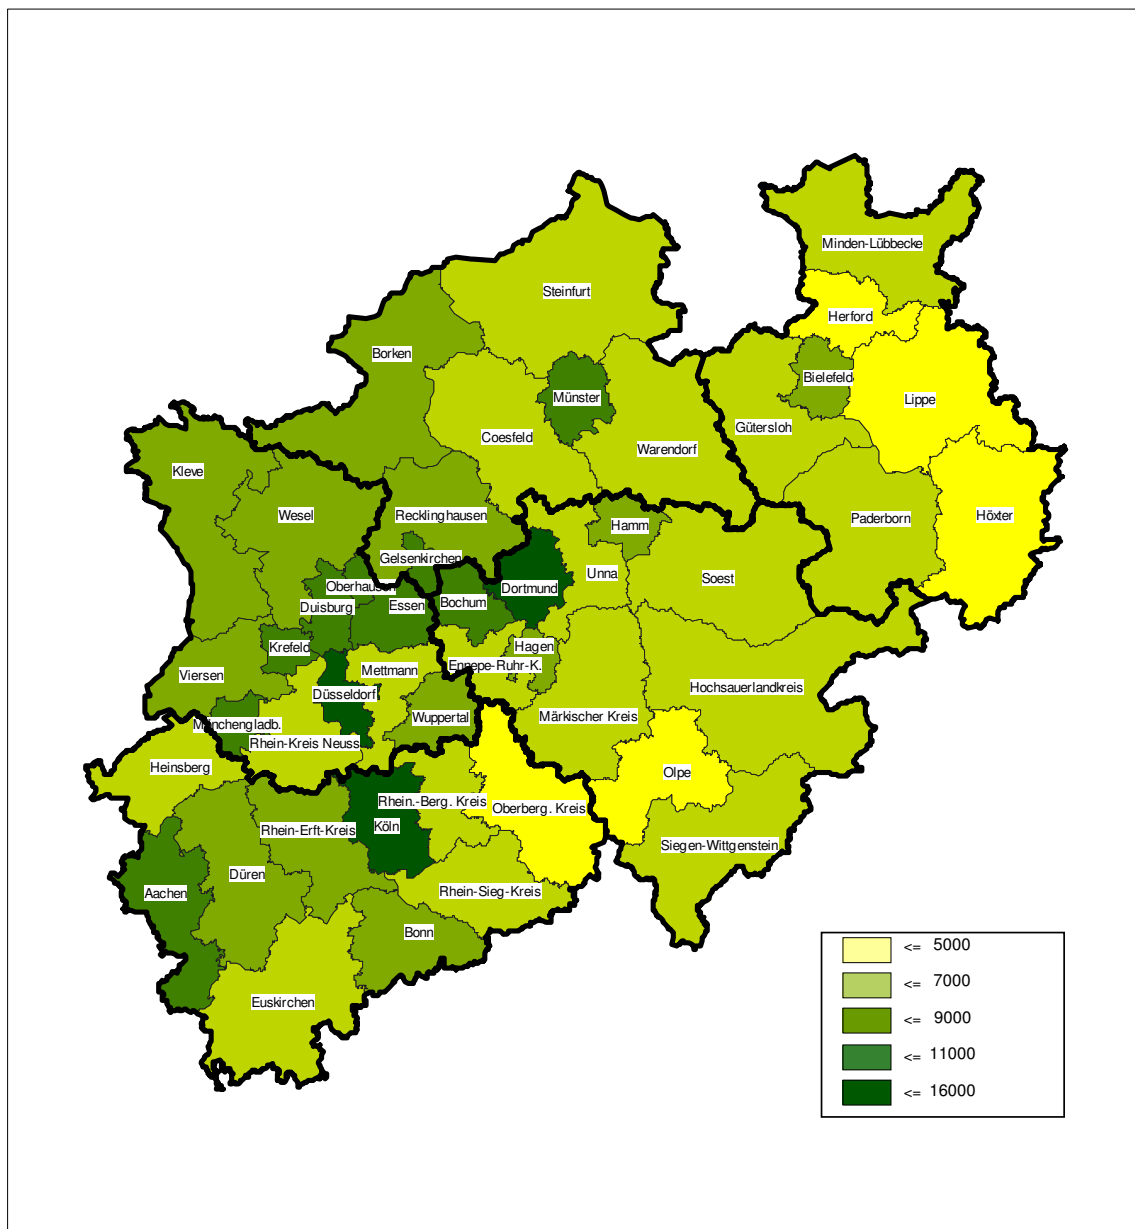 Minden-Lübbecke
Steinfurt
Herford
Borken
Bielefeld
Münster
Lippe
Gütersloh
Coesfeld
Warendorf
Kleve
Wesel
Recklinghausen
Hamm
Paderborn
Höxter
Gelsenkirchen
Unna
Soest
Oberhausen
Dortmund
Duisburg
Essen
Bochum
Krefeld
Hagen
Ennepe-Ruhr-K.
Viersen
Mettmann
Düsseldorf
Hochsauerlandkreis
Mönchengladb.
Wuppertal
Märkischer Kreis
Rhein-Kreis Neuss
Heinsberg
Olpe
Rhein.-Berg. Kreis
Oberberg. Kreis
Rhein-Erft-Kreis
Köln
Siegen-Wittgenstein
Düren
Aachen
Rhein-Sieg-Kreis
Bonn
Euskirchen
<= 5000
<= 7000
<= 9000
<= 11000
<= 16000